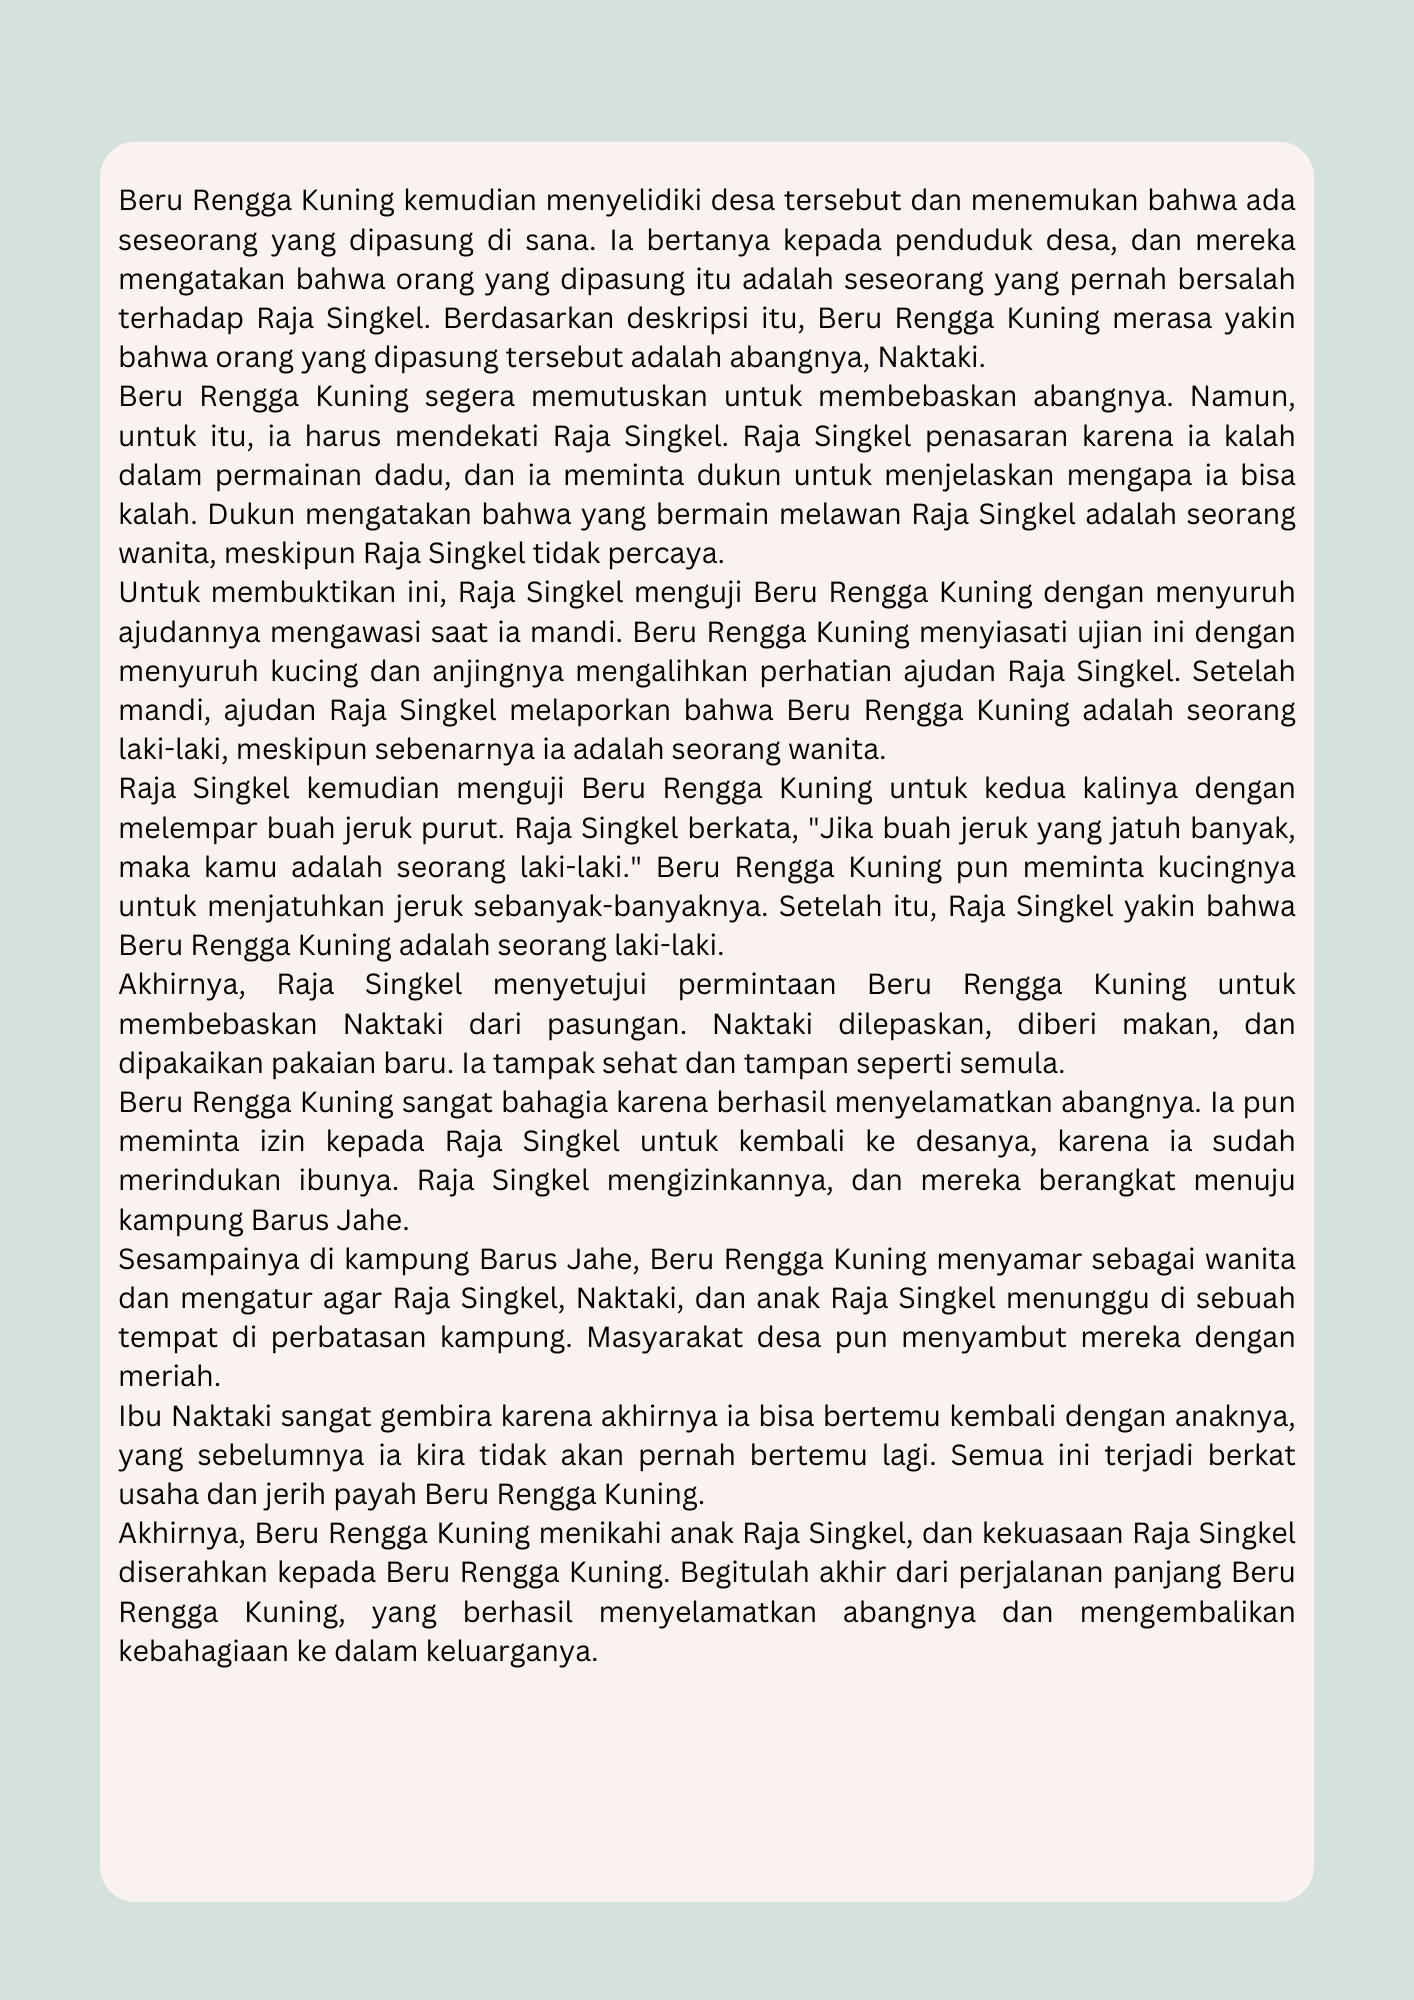 Beru Rengga Kuning kemudian menyelidiki desa tersebut dan menemukan bahwa ada
seseorang yang dipasung di sana. Ia bertanya kepada penduduk desa, dan mereka
mengatakan bahwa orang yang dipasung itu adalah seseorang yang pernah bersalah
terhadap Raja Singkel. Berdasarkan deskripsi itu, Beru Rengga Kuning merasa yakin
bahwa orang yang dipasung tersebut adalah abangnya, Naktaki.
Beru Rengga Kuning segera memutuskan untuk membebaskan abangnya. Namun,
untuk itu, ia harus mendekati Raja Singkel. Raja Singkel penasaran karena ia kalah
dalam permainan dadu, dan ia meminta dukun untuk menjelaskan mengapa ia bisa
kalah. Dukun mengatakan bahwa yang bermain melawan Raja Singkel adalah seorang
wanita, meskipun Raja Singkel tidak percaya.
Untuk membuktikan ini, Raja Singkel menguji Beru Rengga Kuning dengan menyuruh
ajudannya mengawasi saat ia mandi. Beru Rengga Kuning menyiasati ujian ini dengan
menyuruh kucing dan anjingnya mengalihkan perhatian ajudan Raja Singkel. Setelah
mandi, ajudan Raja Singkel melaporkan bahwa Beru Rengga Kuning adalah seorang
laki-laki, meskipun sebenarnya ia adalah seorang wanita.
Raja Singkel kemudian menguji Beru Rengga Kuning untuk kedua kalinya dengan
melempar buah jeruk purut. Raja Singkel berkata, "Jika buah jeruk yang jatuh banyak,
maka kamu adalah seorang laki-laki." Beru Rengga Kuning pun meminta kucingnya
untuk menjatuhkan jeruk sebanyak-banyaknya. Setelah itu, Raja Singkel yakin bahwa
Beru Rengga Kuning adalah seorang laki-laki.
Akhirnya, Raja Singkel menyetujui permintaan Beru Rengga Kuning untuk
membebaskan Naktaki dari pasungan. Naktaki dilepaskan, diberi makan, dan
dipakaikan pakaian baru. Ia tampak sehat dan tampan seperti semula.
Beru Rengga Kuning sangat bahagia karena berhasil menyelamatkan abangnya. Ia pun
meminta izin kepada Raja Singkel untuk kembali ke desanya, karena ia sudah
merindukan ibunya. Raja Singkel mengizinkannya, dan mereka berangkat menuju
kampung Barus Jahe.
Sesampainya di kampung Barus Jahe, Beru Rengga Kuning menyamar sebagai wanita
dan mengatur agar Raja Singkel, Naktaki, dan anak Raja Singkel menunggu di sebuah
tempat di perbatasan kampung. Masyarakat desa pun menyambut mereka dengan
meriah.
Ibu Naktaki sangat gembira karena akhirnya ia bisa bertemu kembali dengan anaknya,
yang sebelumnya ia kira tidak akan pernah bertemu lagi. Semua ini terjadi berkat
usaha dan jerih payah Beru Rengga Kuning.
Akhirnya, Beru Rengga Kuning menikahi anak Raja Singkel, dan kekuasaan Raja Singkel
diserahkan kepada Beru Rengga Kuning. Begitulah akhir dari perjalanan panjang Beru
Rengga Kuning, yang berhasil menyelamatkan abangnya dan mengembalikan
kebahagiaan ke dalam keluarganya.